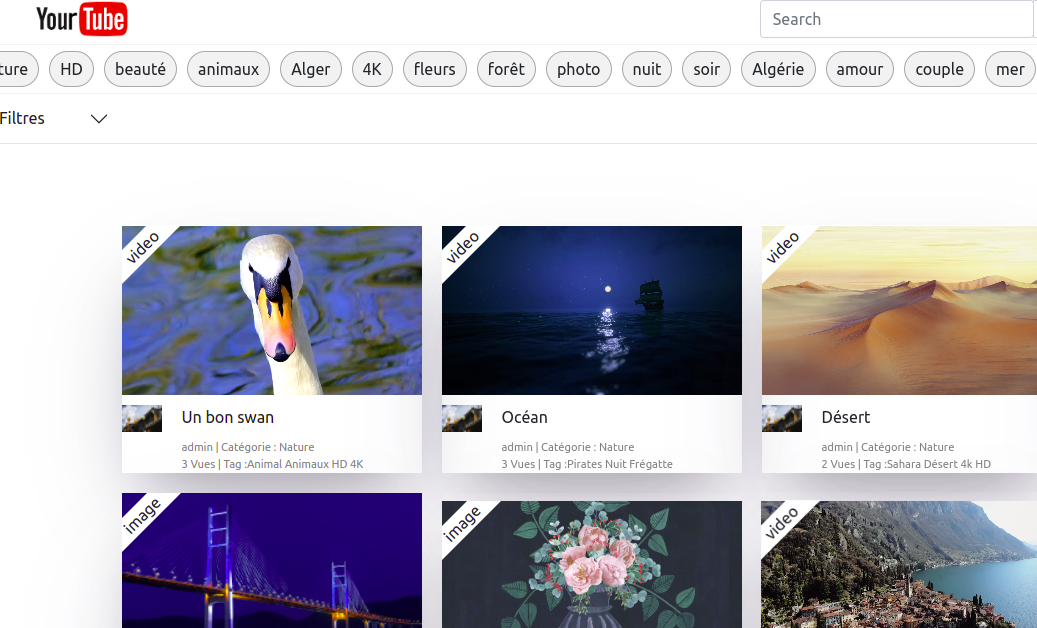 YourTube
Search
ture HD beauté animaux Alger 4K fleurs forêt photo nuit soir Algérie amour couple mer
Filtres
video video video
Un bon swan
admin | Catégorie : Nature
3 Vues | Tag :Animal Animaux HD 4K
Océan
admin | Catégorie : Nature
3 Vues | Tag :Pirates Nuit Frégatte
Désert
admin | Catégorie : Nature
2 Vues | Tag :Sahara Désert 4k HD
image image video